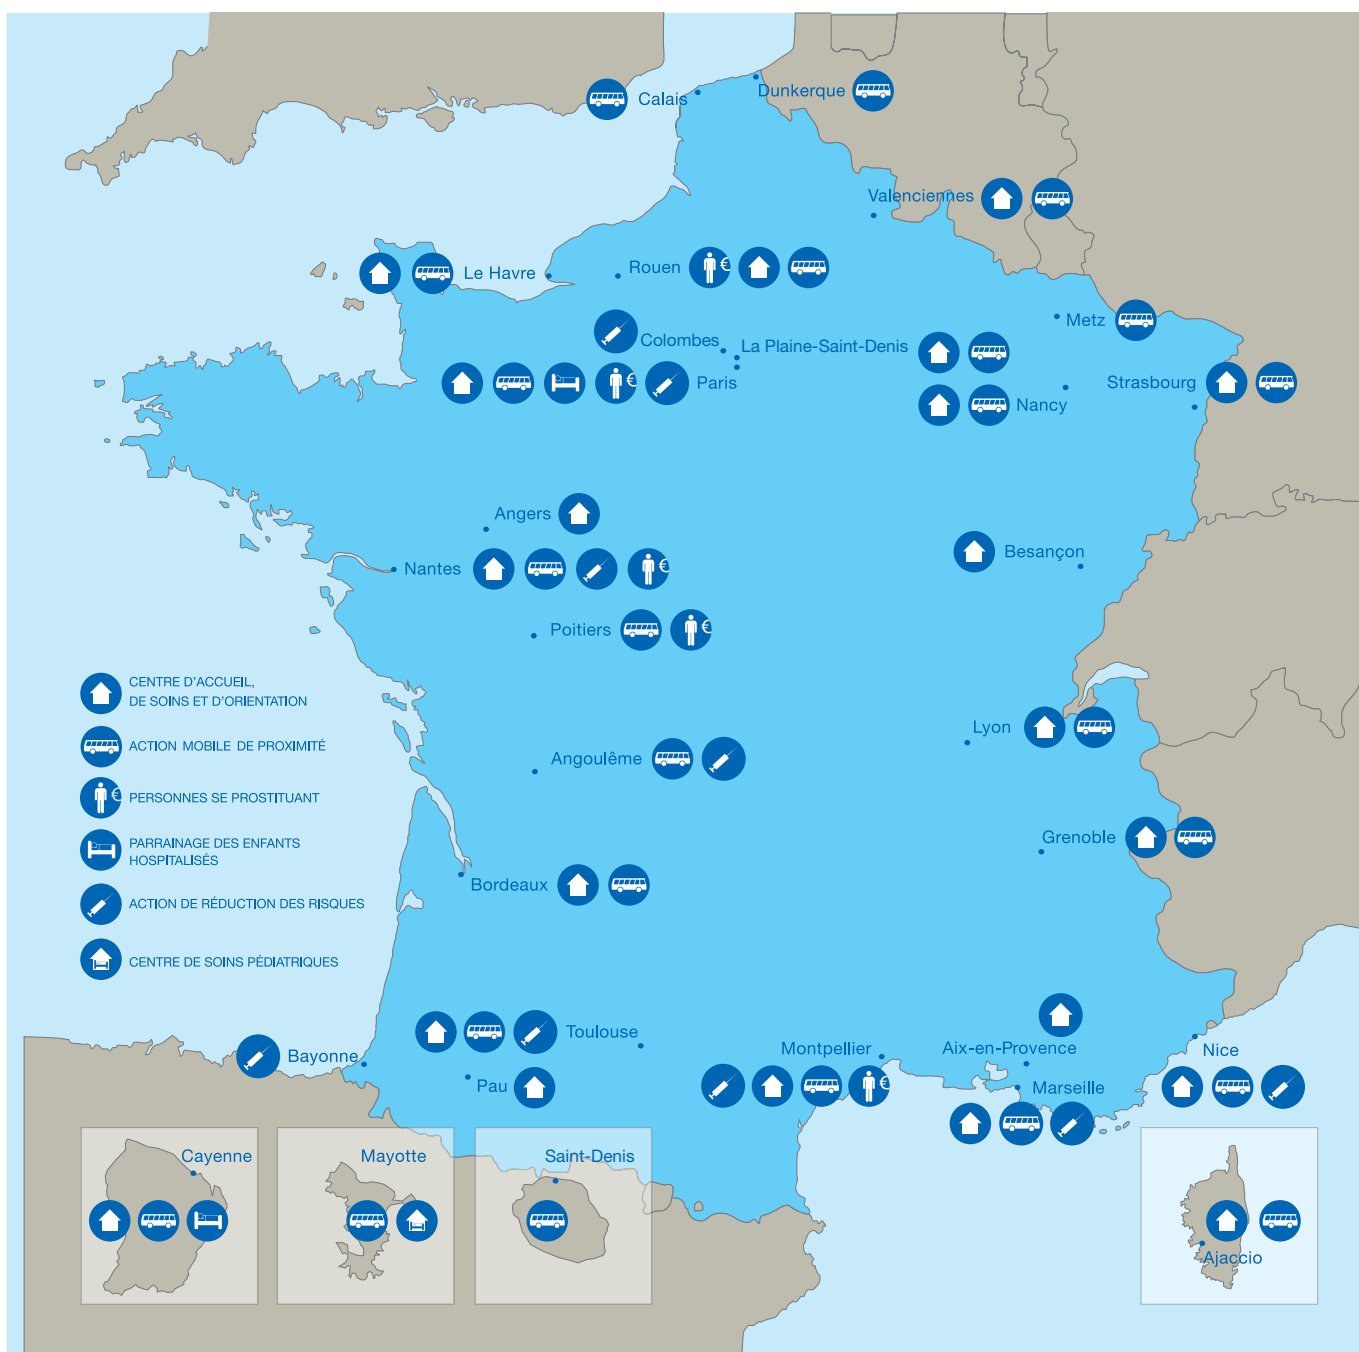 Calais
Dunkerque
Valenciennes
Le Havre
Rouen
€
Metz
Colombes
La Plaine-Saint-Denis
Paris
€
Strasbourg
Nancy
Angers
Besançon
Nantes
€
Poitiers
€
CENTRE D'ACCUEIL,
DE SOINS ET D'ORIENTATION
Lyon
ACTION MOBILE DE PROXIMITÉ
Angoulême
€
PERSONNES SE PROSTITUANT
PARRAINAGE DES ENFANTS
HOSPITALISÉS
Grenoble
Bordeaux
ACTION DE RÉDUCTION DES RISQUES
CENTRE DE SOINS PÉDIATRIQUES
Toulouse
Bayonne
Montpellier
€
Aix-en-Provence
Nice
Pau
Marseille
Cayenne
Mayotte
Saint-Denis
Ajaccio